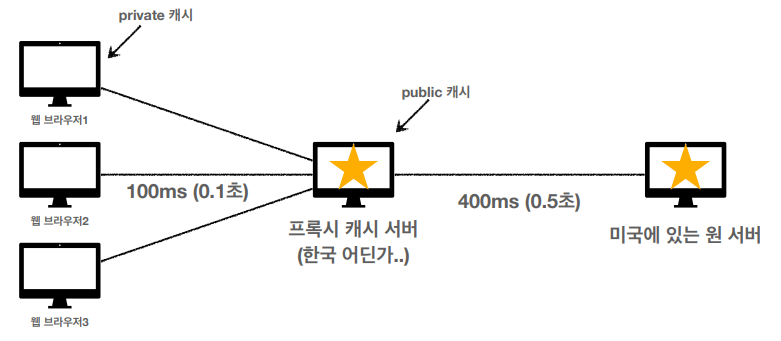 private 캐시
public 캐시
웹 브라우저1
웹 브라우저2
웹 브라우저3
100ms (0.1초)
프록시 캐시 서버
(한국 어딘가..)
400ms (0.5초)
미국에 있는 원 서버